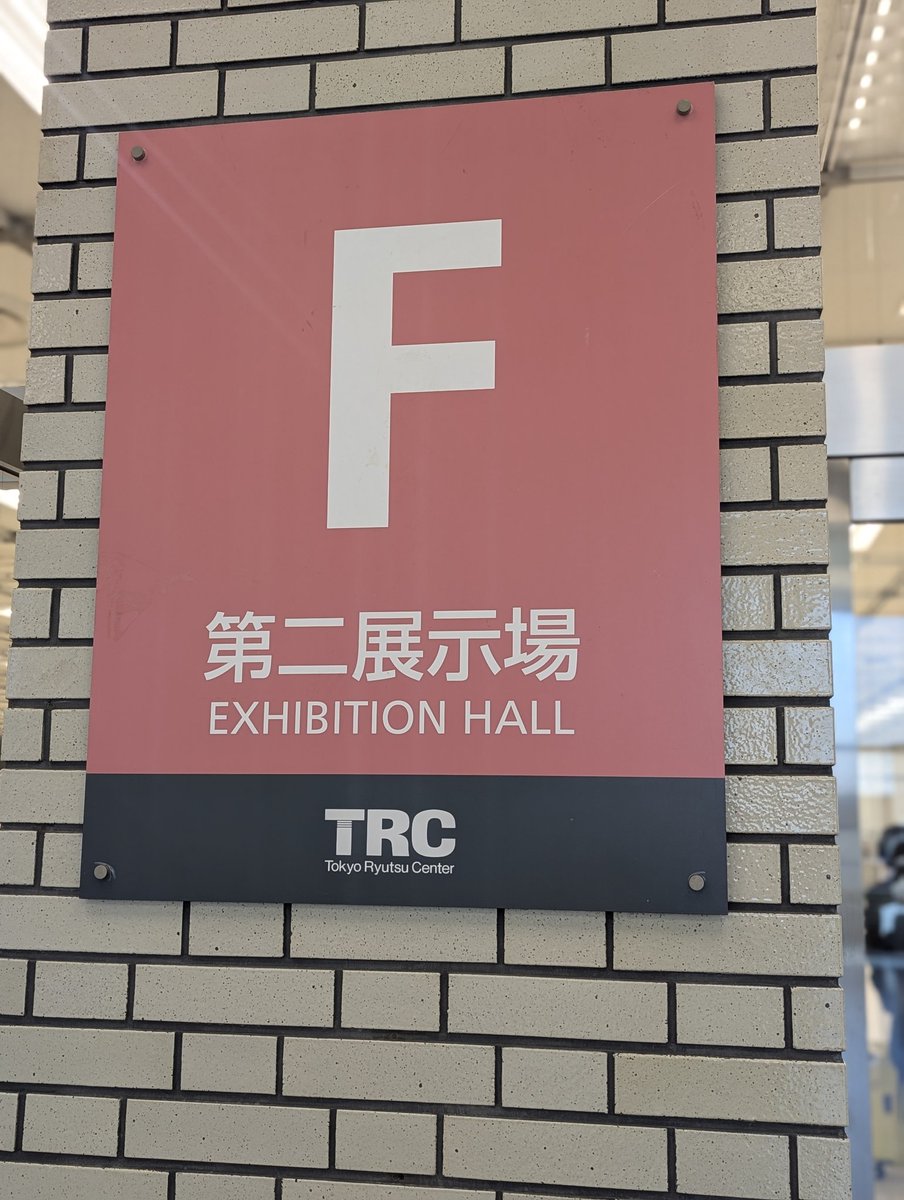 F
第二展示場
EXHIBITION HALL
TRC
Tokyo Ryutsu Center